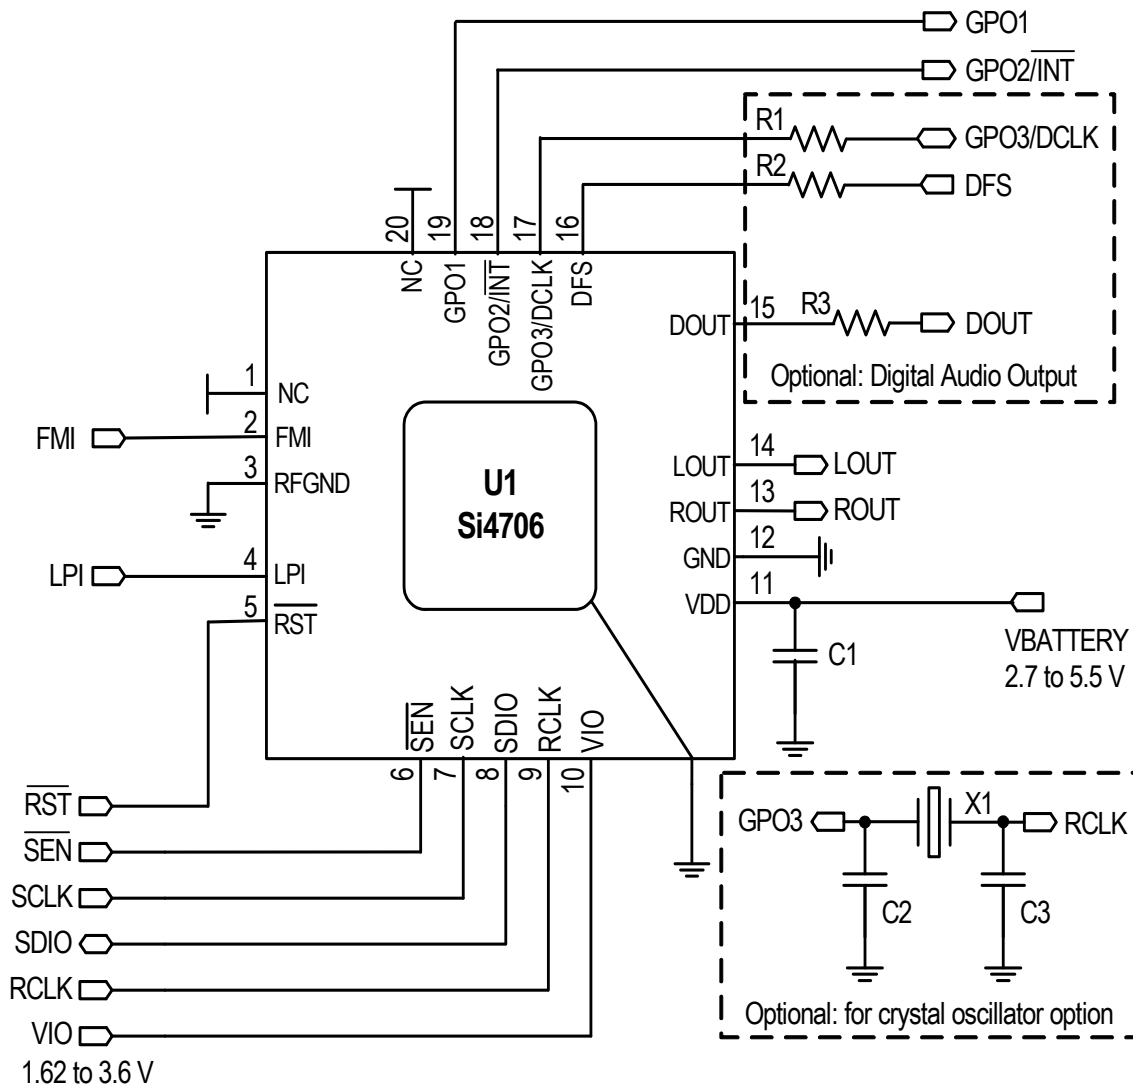 GPO1
GPO2/INT
R1
GPO3/DCLK
R2
DFS
20
19
18
17
16
NC
GPO1
GPO2/INT
GPO3/DCLK
DFS
DOUT
15
R3
DOUT
Optional: Digital Audio Output
1
NC
FMI
2
FMI
3
RFGND
U1
Si4706
LOUT
14
LOUT
ROUT
13
ROUT
GND
12
LPI
4
LPI
VDD
11
5
RST
VBATTERY
2.7 to 5.5 V
C1
SEN
SCLK
SDIO
RCLK
VIO
6
7
8
9
10
RST
SEN
SCLK
SDIO
RCLK
VIO
1.62 to 3.6 V
GPO3
X1
RCLK
C2
C3
Optional: for crystal oscillator option